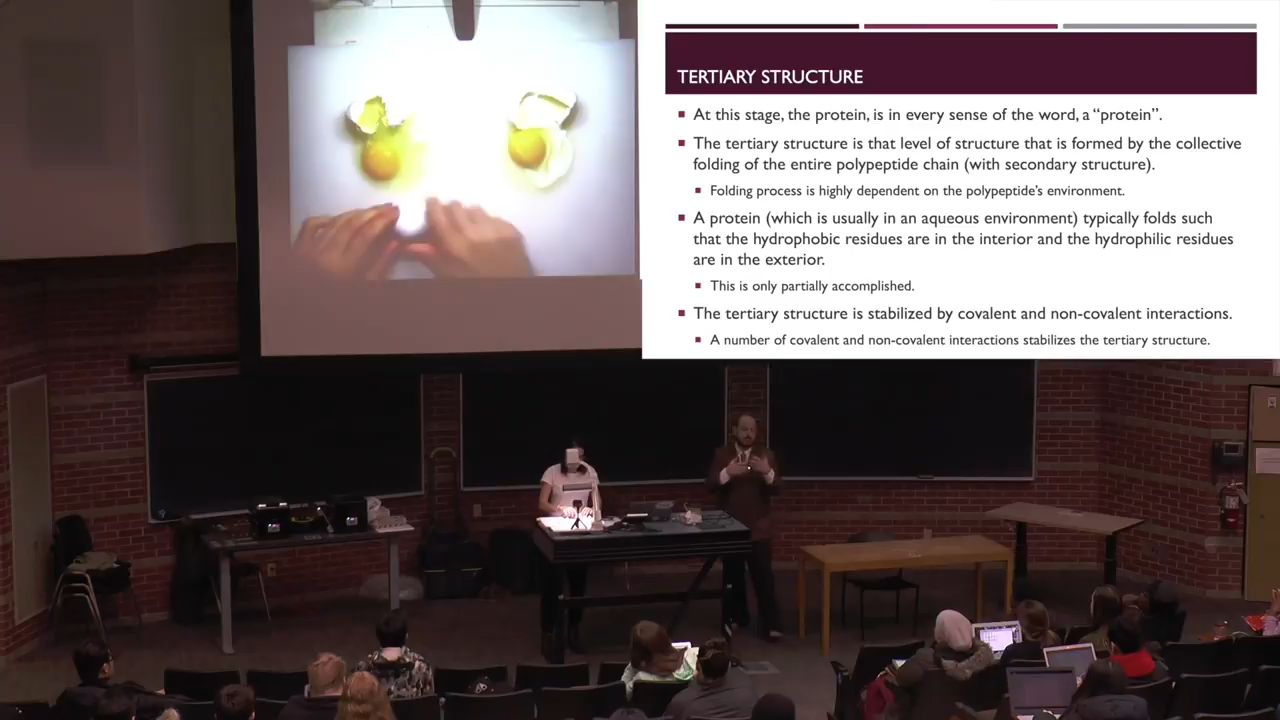 TERTIARY STRUCTURE
At this stage, the protein, is in every sense of the word, a “protein”.
The tertiary structure is that level of structure that is formed by the collective
folding of the entire polypeptide chain (with secondary structure).
Folding process is highly dependent on the polypeptide's environment.
A protein (which is usually in an aqueous environment) typically folds such
that the hydrophobic residues are in the interior and the hydrophilic residues
are in the exterior.
This is only partially accomplished.
The tertiary structure is stabilized by covalent and non-covalent interactions.
A number of covalent and non-covalent interactions stabilizes the tertiary structure.